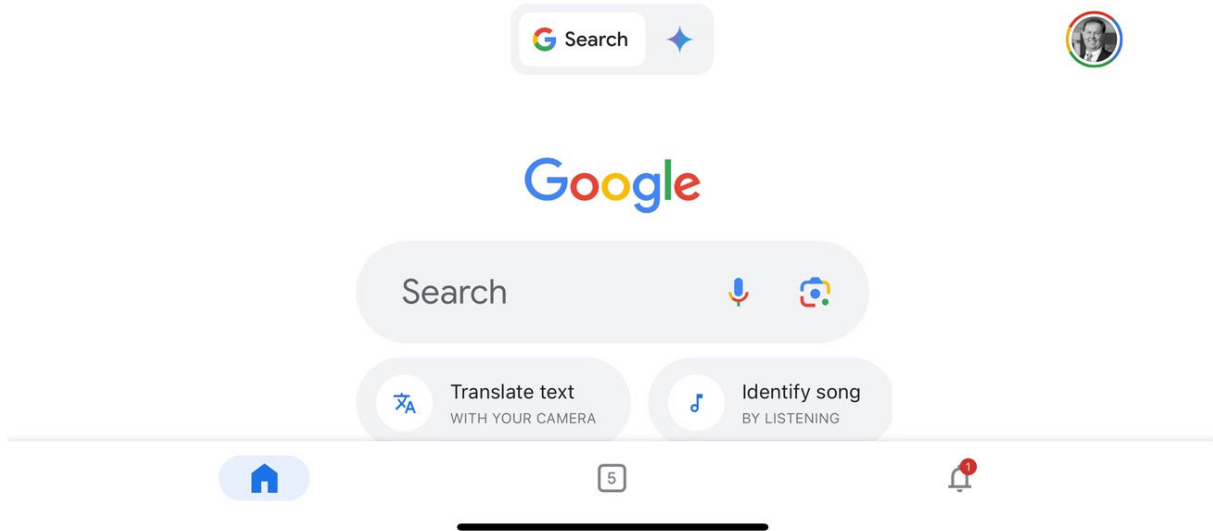 Search
Google
Search
Translate text
WITH YOUR CAMERA
Identify song
BY LISTENING
5
1